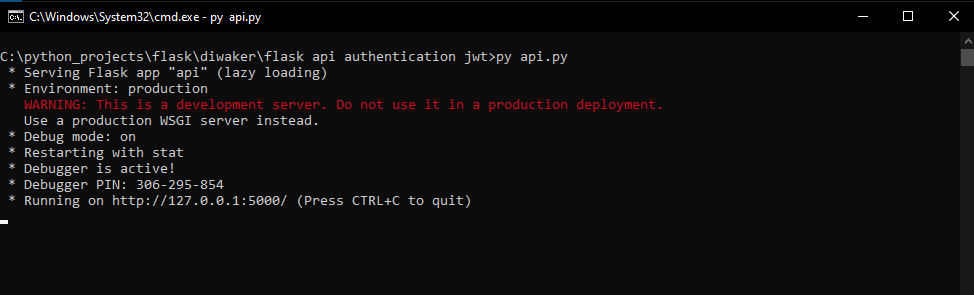 C:\Windows\System32\cmd.exe - py  api.py
C:\python_projects\flask\diwaker\flask api authentication jwt>py api.py
 * Serving Flask app "api" (lazy loading)
 * Environment: production
   WARNING: This is a development server. Do not use it in a production deployment.
   Use a production WSGI server instead.
 * Debug mode: on
 * Restarting with stat
 * Debugger is active!
 * Debugger PIN: 306-295-854
 * Running on http://127.0.0.1:5000/ (Press CTRL+C to quit)